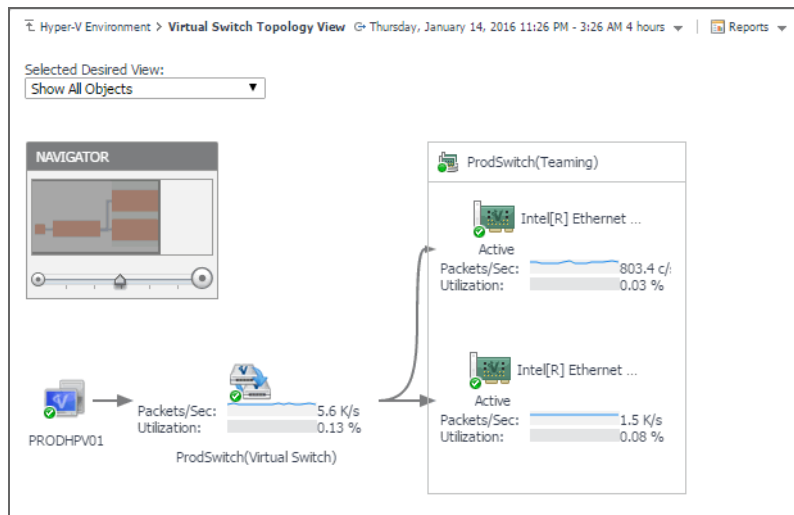 Hyper-V Environment > Virtual Switch Topology View Thursday, January 14, 2016 11:26 PM - 3:26 AM 4 hours | Reports
Selected Desired View:
Show All Objects
NAVIGATOR
ProdSwitch(Teaming)
Intel[R] Ethernet ...
Active
Packets/Sec: 803.4 c/
Utilization: 0.03 %
Intel[R] Ethernet ...
Active
Packets/Sec: 1.5 K/s
Utilization: 0.08 %
PRODHPV01
Packets/Sec: 5.6 K/s
Utilization: 0.13 %
ProdSwitch(Virtual Switch)